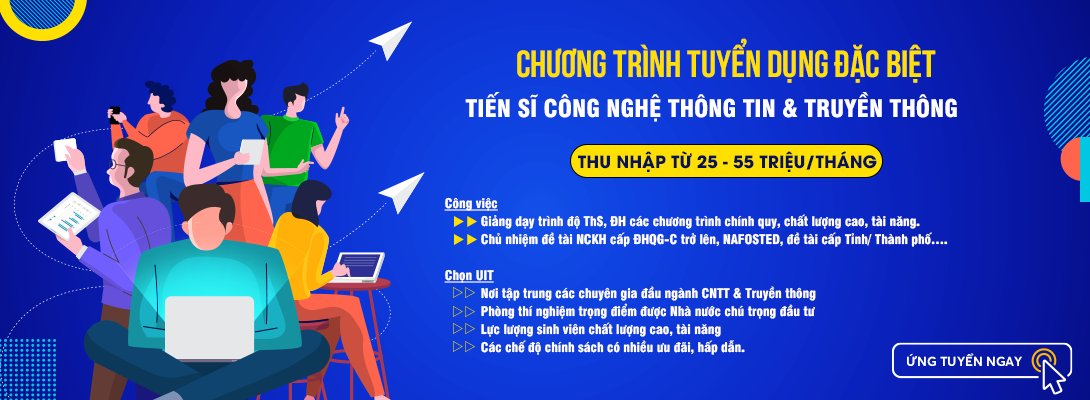 CHƯƠNG TRÌNH TUYỂN DỤNG ĐẶC BIỆT
TIẾN SĨ CÔNG NGHỆ THÔNG TIN & TRUYỀN THÔNG
THU NHẬP TỪ 25 - 55 TRIỆU/THÁNG
Công việc
Giảng dạy trình độ ThS, ĐH các chương trình chính quy, chất lượng cao, tài năng.
Chủ nhiệm đề tài NCKH cấp ĐHQG-C trở lên, NAFOSTED, đề tài cấp Tỉnh/ Thành phố....
Chọn UIT
Nơi tập trung các chuyên gia đầu ngành CNTT & Truyền thông
Phòng thí nghiệm trọng điểm được Nhà nước chú trọng đầu tư
Lực lượng sinh viên chất lượng cao, tài năng
Các chế độ chính sách có nhiều ưu đãi, hấp dẫn.
ỨNG TUYỂN NGAY